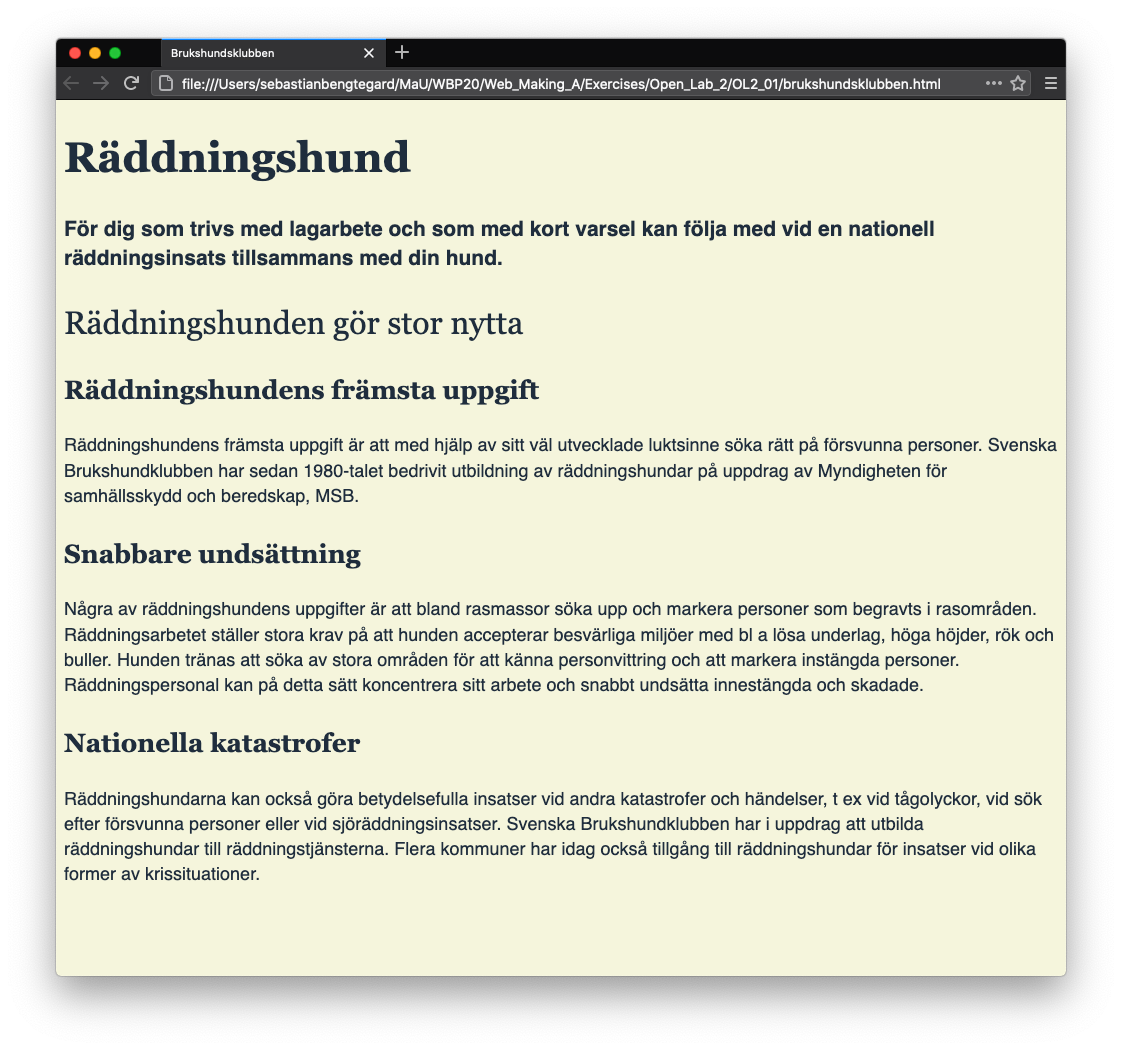 Brukshundsklubben
file:///Users/sebastianbengtegard/MaU/WBP20/Web_Making_A/Exercises/Open_Lab_2/OL2_01/brukshundsklubben.html
Räddningshund
För dig som trivs med lagarbete och som med kort varsel kan följa med vid en nationell
räddningsinsats tillsammans med din hund.
Räddningshunden gör stor nytta
Räddningshundens främsta uppgift
Räddningshundens främsta uppgift är att med hjälp av sitt väl utvecklade luktsinne söka rätt på försvunna personer. Svenska
Brukshundklubben har sedan 1980-talet bedrivit utbildning av räddningshundar på uppdrag av Myndigheten för
samhällsskydd och beredskap, MSB.
Snabbare undsättning
Några av räddningshundens uppgifter är att bland rasmassor söka upp och markera personer som begravts i rasområden.
Räddningsarbetet ställer stora krav på att hunden accepterar besvärliga miljöer med bl a lösa underlag, höga höjder, rök och
buller. Hunden tränas att söka av stora områden för att känna personvittring och att markera instängda personer.
Räddningspersonal kan på detta sätt koncentrera sitt arbete och snabbt undsätta innestängda och skadade.
Nationella katastrofer
Räddningshundarna kan också göra betydelsefulla insatser vid andra katastrofer och händelser, t ex vid tågolyckor, vid sök
efter försvunna personer eller vid sjöräddningsinsatser. Svenska Brukshundklubben har i uppdrag att utbilda
räddningshundar till räddningstjänsterna. Flera kommuner har idag också tillgång till räddningshundar för insatser vid olika
former av krissituationer.